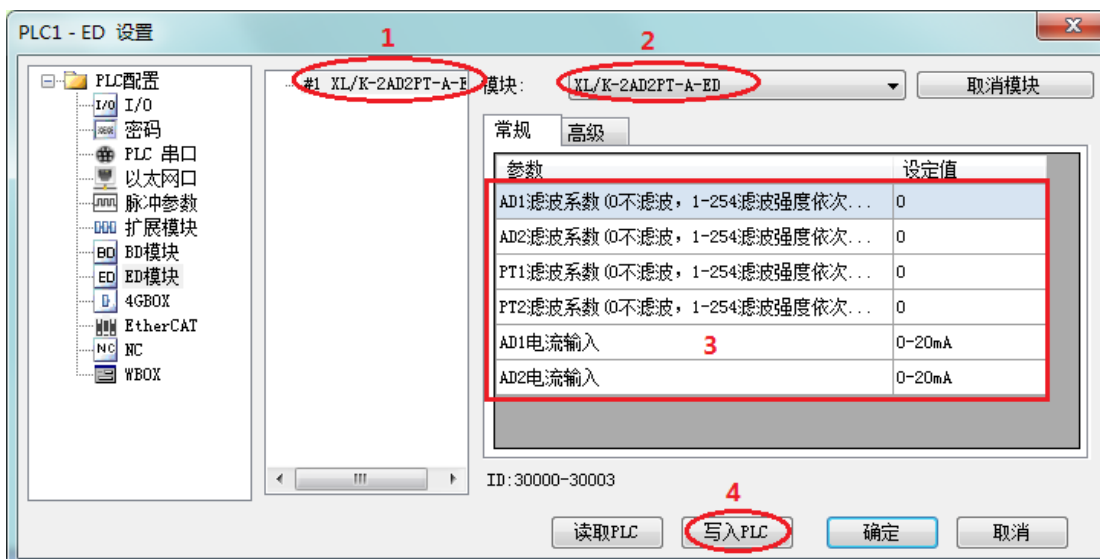 PLC1 - ED 设置
1
2
PLC配置
I/O
I/O
密码
PLC 串口
以太网口
脉冲参数
扩展模块
BD
BD模块
ED
ED模块
4GBOX
EtherCAT
NC
NC
WBOX
#1 XL/K-2AD2PT-A-E
模块:
XL/K-2AD2PT-A-ED
取消模块
常规
高级
参数
设定值
AD1滤波系数(0不滤波，1-254滤波强度依次...
0
AD2滤波系数(0不滤波，1-254滤波强度依次...
0
PT1滤波系数(0不滤波，1-254滤波强度依次...
0
PT2滤波系数(0不滤波，1-254滤波强度依次...
0
AD1电流输入
3
0-20mA
AD2电流输入
0-20mA
ID:30000-30003
4
读取PLC
写入PLC
确定
取消